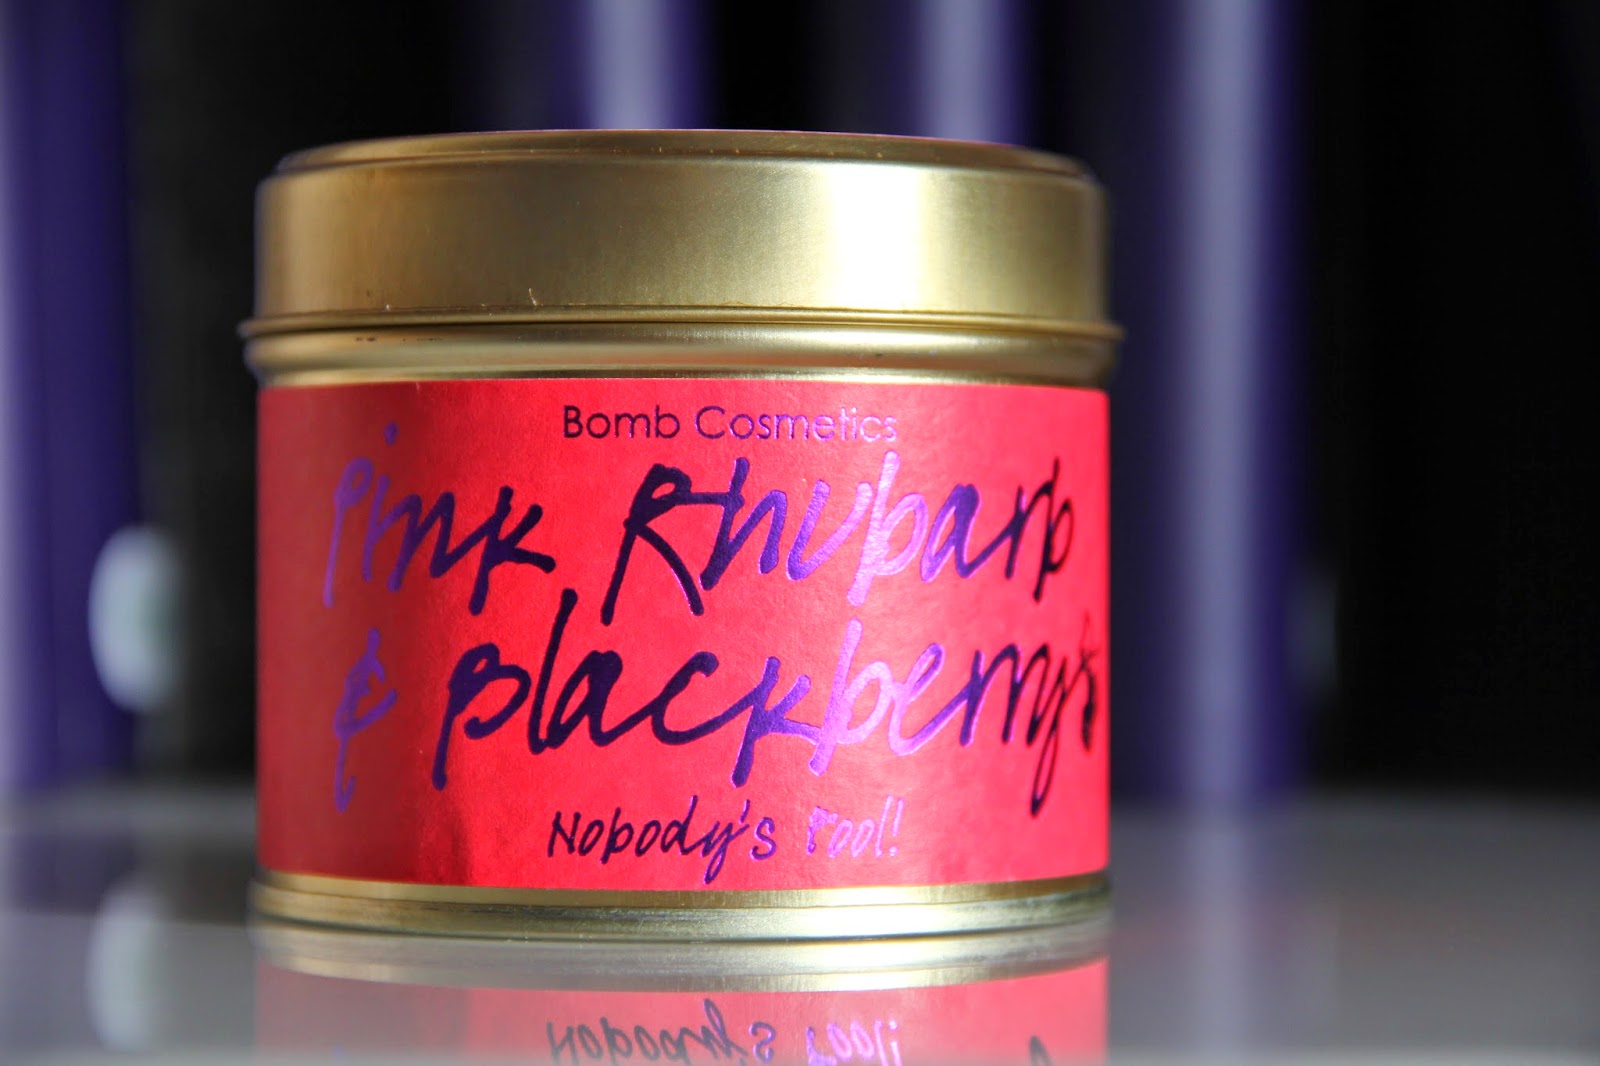 Bomb Cosmetics
Pink Rhubarb
& Blackberry's
Nobody's Fool!